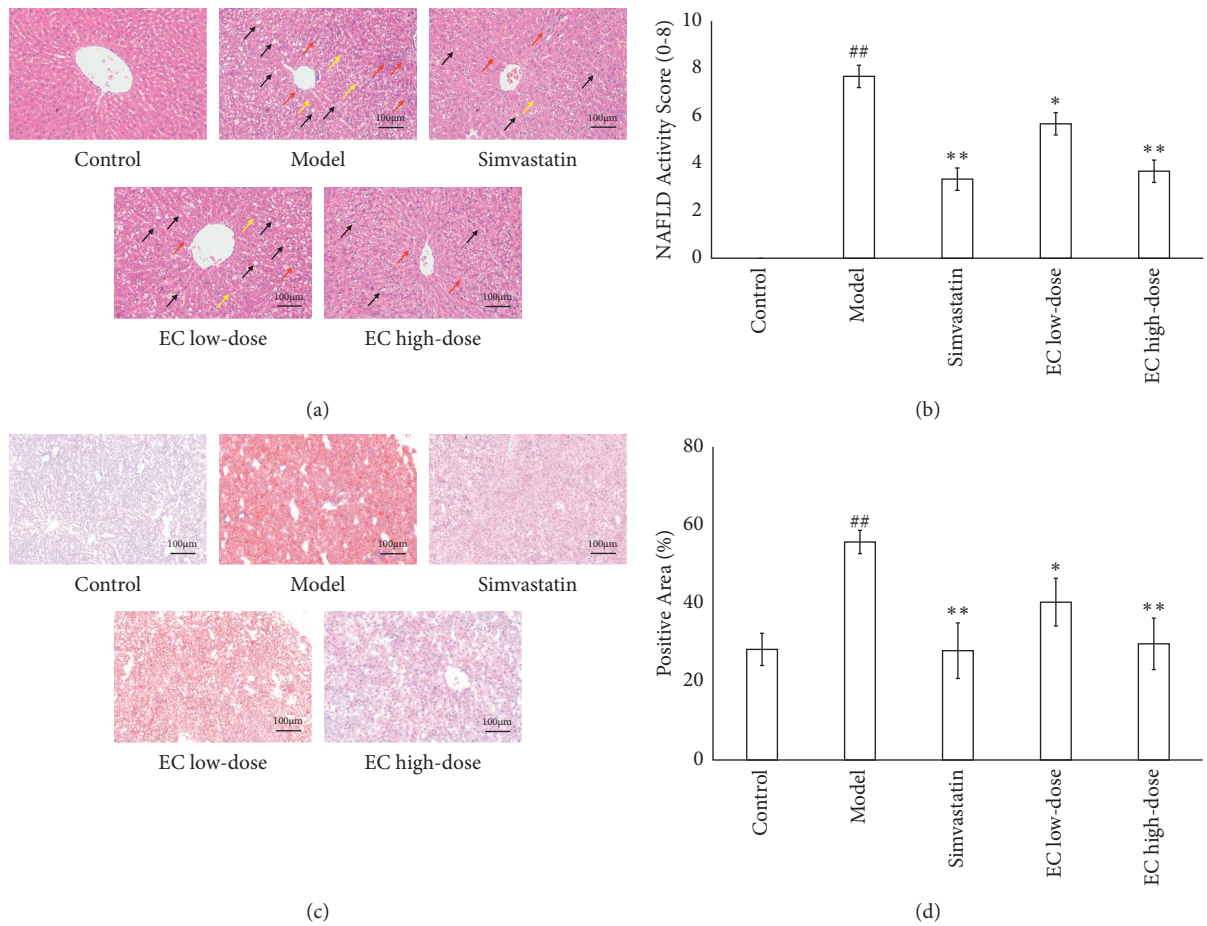 100μm
100μm
Control
Model
Simvastatin
100μm
100μm
EC low-dose
EC high-dose
(a)
NAFLD Activity Score (0-8)
10
8
6
4
2
0
##
**
*
**
Control
Model
Simvastatin
EC low-dose
EC high-dose
(b)
100μm
100μm
100μm
Control
Model
Simvastatin
100μm
100μm
EC low-dose
EC high-dose
(c)
Positive Area (%)
80
60
40
20
0
##
**
*
**
Control
Model
Simvastatin
EC low-dose
EC high-dose
(d)